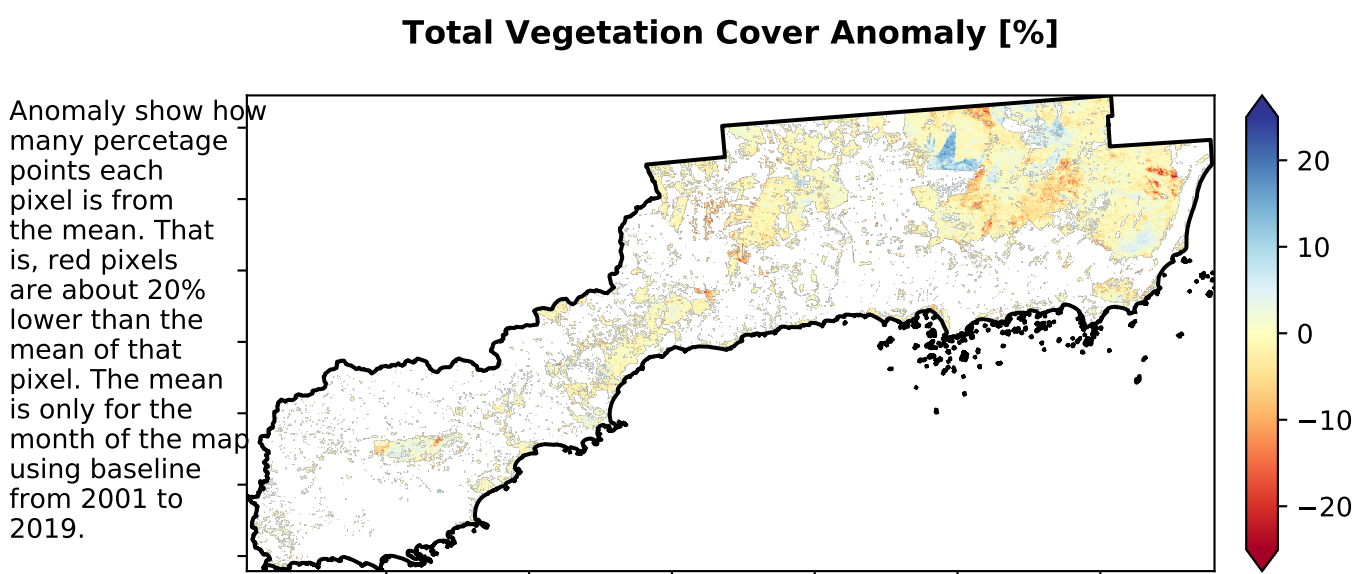 Total Vegetation Cover Anomaly [%]
Anomaly show how
many percetage
points each
pixel is from
the mean. That
is, red pixels
are about 20%
lower than the
mean of that
pixel. The mean
is only for the
month of the map
using baseline
from 2001 to
2019.
20
10
0
−10
−20